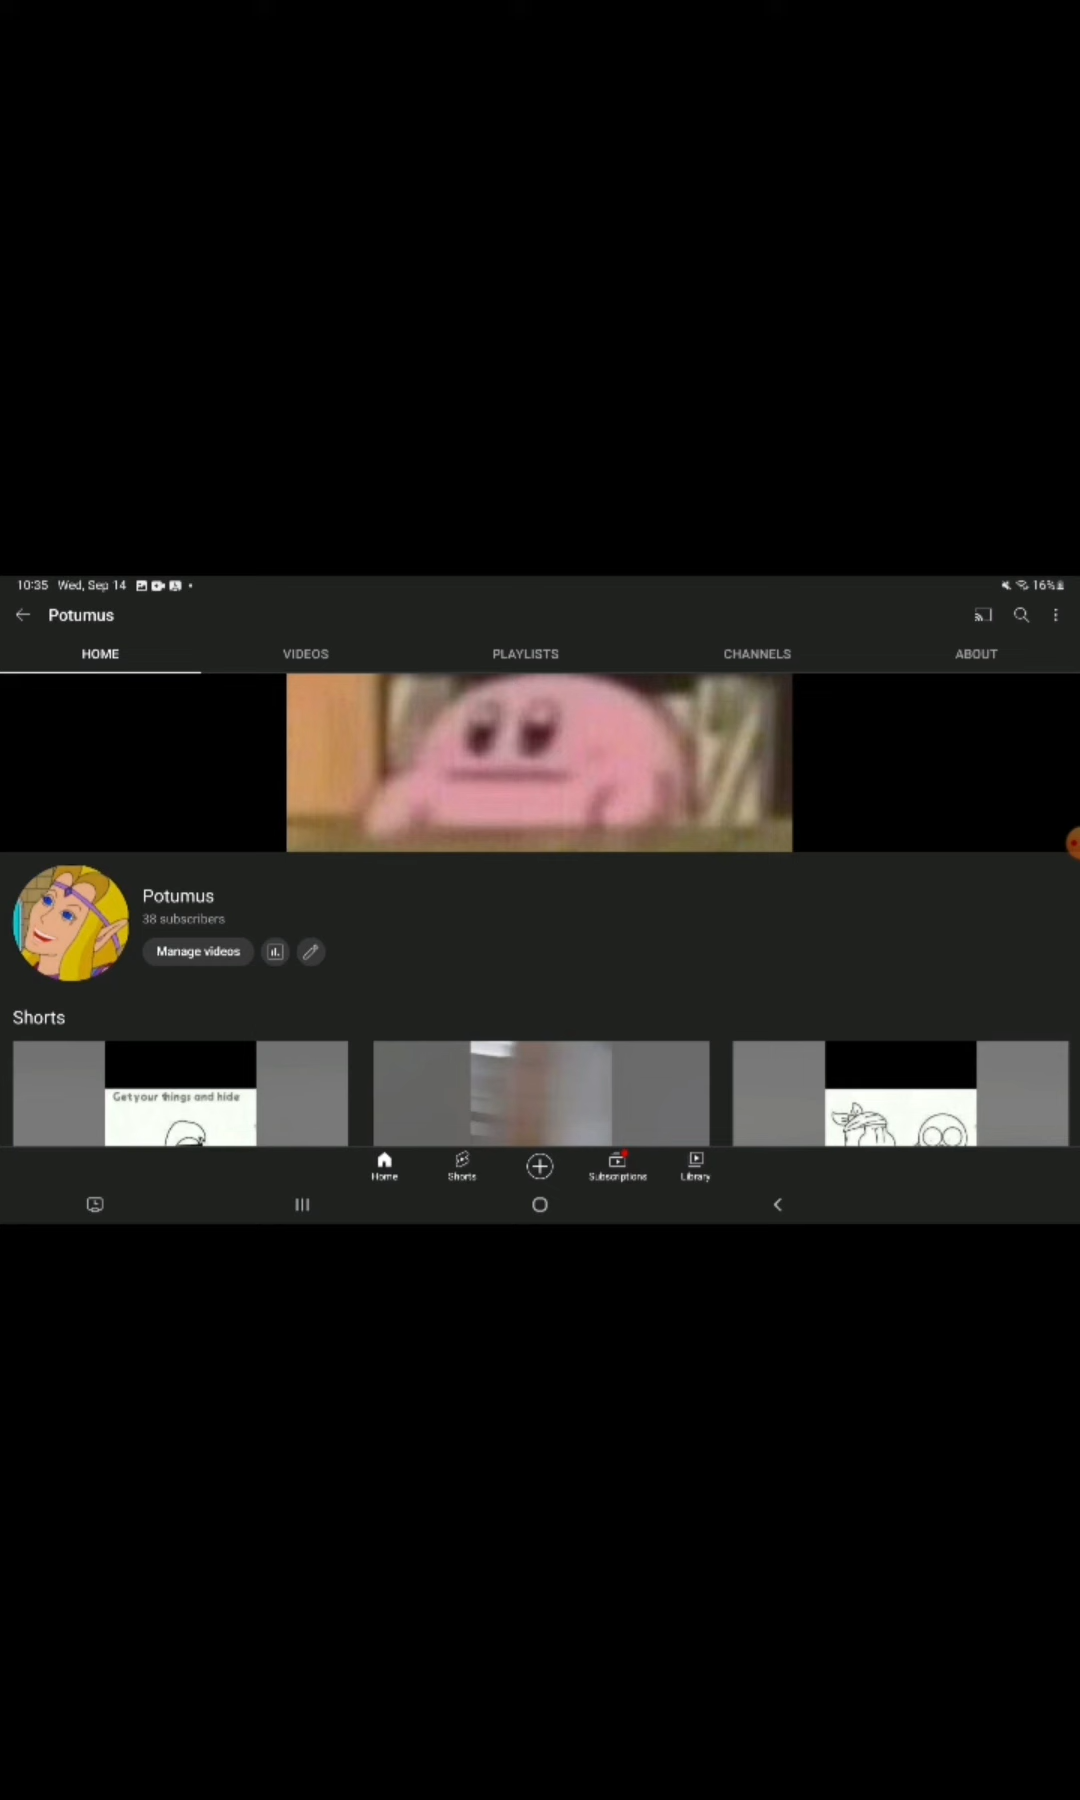 10:35 Wed, Sep 14
16%
Potumus
HOME VIDEOS PLAYLISTS CHANNELS ABOUT
Potumus
38 subscribers
Manage videos
Shorts
Get your things and hide
Home Shorts Subscriptions Library